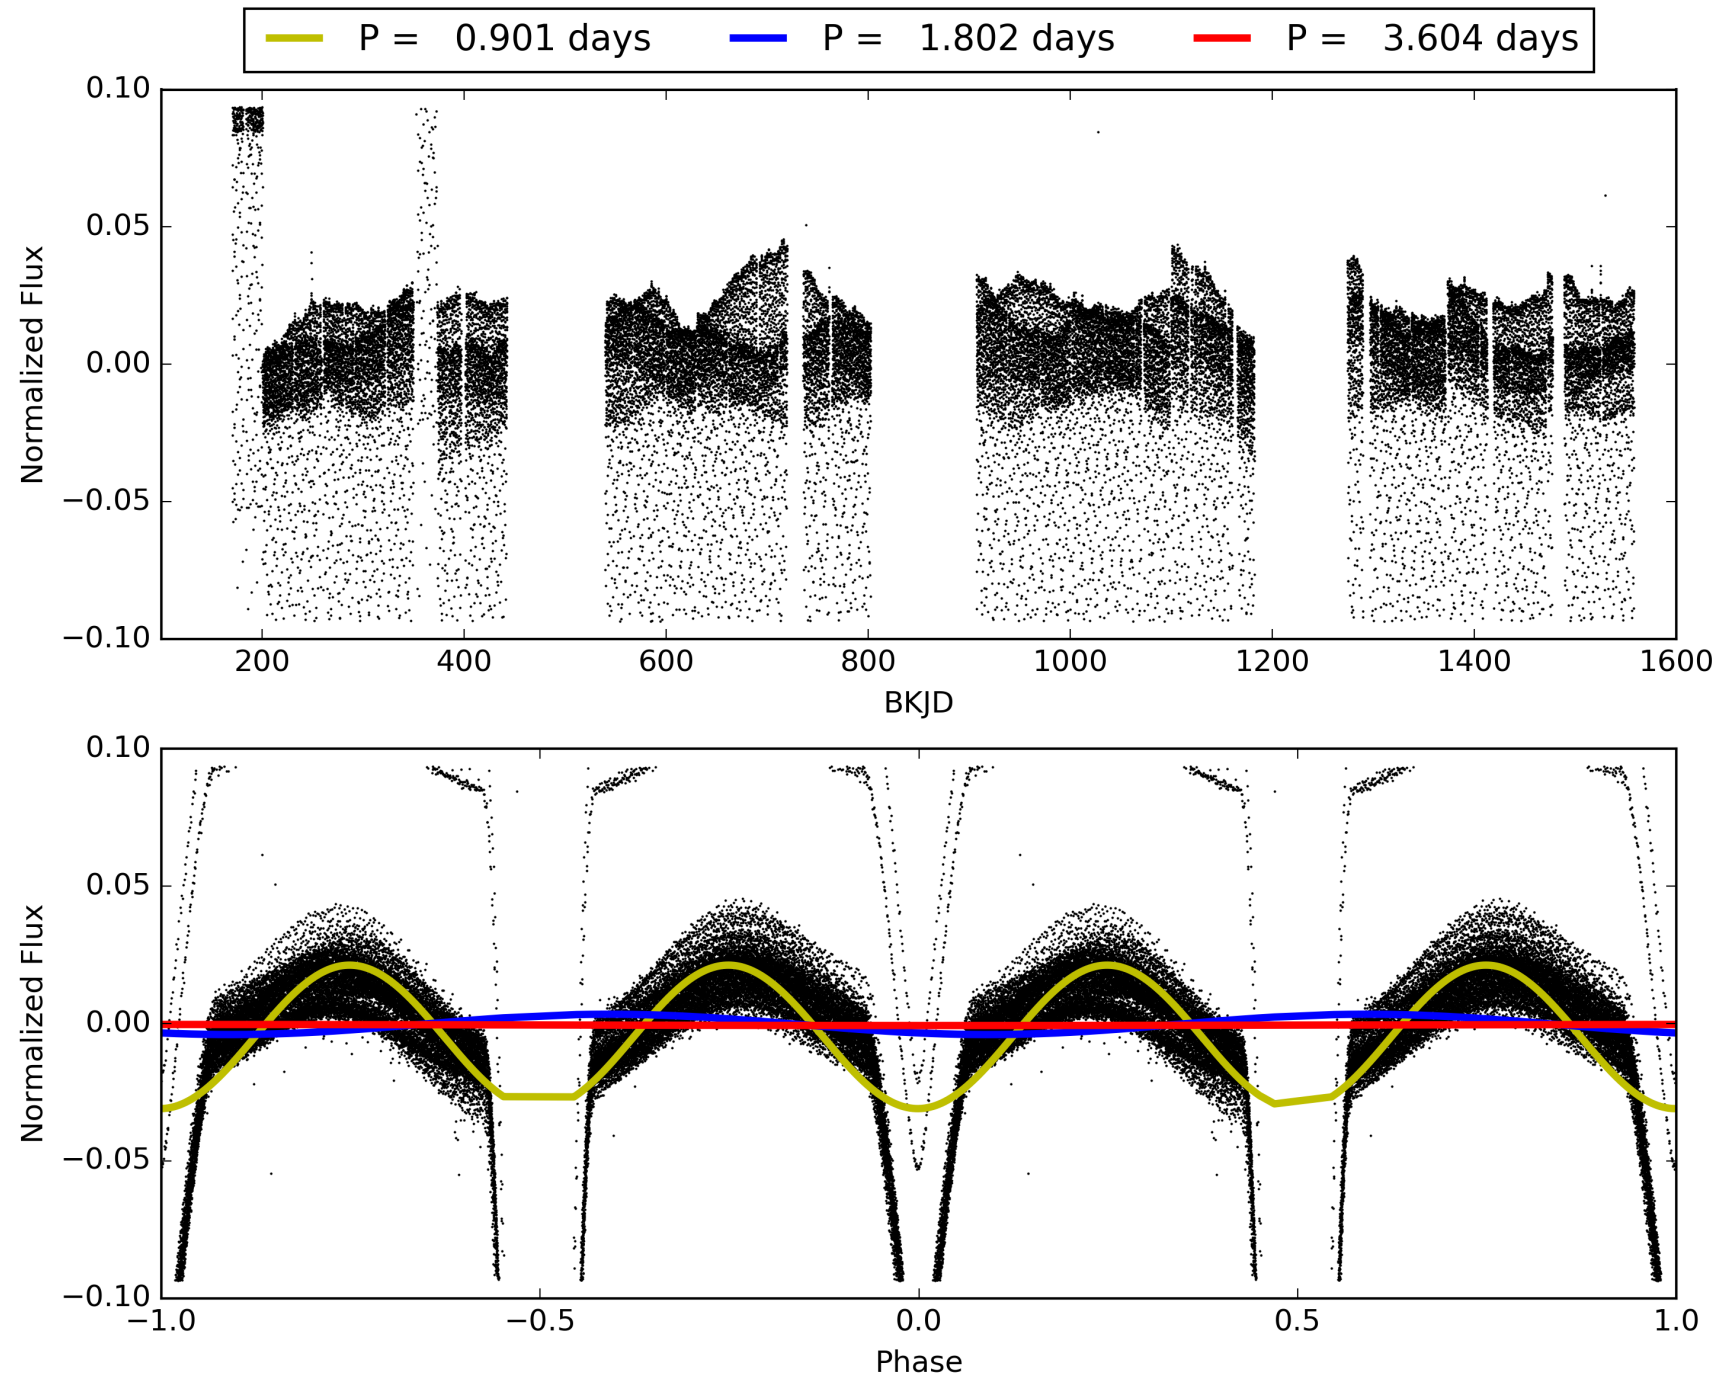 P = 0.901 days P = 1.802 days P = 3.604 days
0.10
0.05
0.00
−0.05
−0.10
Normalized Flux
200 400 600 800 1000 1200 1400 1600
BKJD
0.10
0.05
0.00
−0.05
−0.10
Normalized Flux
−1.0 −0.5 0.0 0.5 1.0
Phase